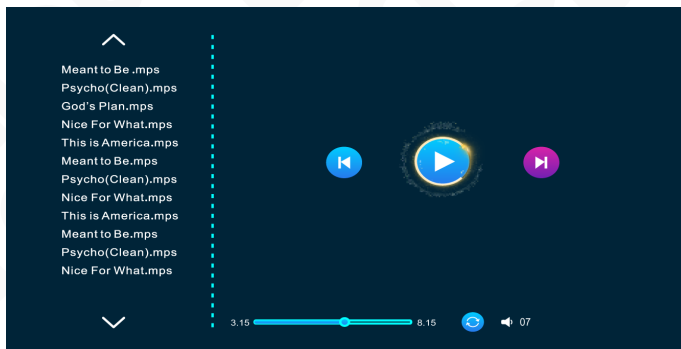 Meant to Be .mps
Psycho(Clean).mps
God's Plan.mps
Nice For What.mps
This is America.mps
Meant to Be.mps
Psycho(Clean).mps
Nice For What.mps
This is America.mps
Meant to Be.mps
Psycho(Clean).mps
Nice For What.mps
3.15 8.15 07